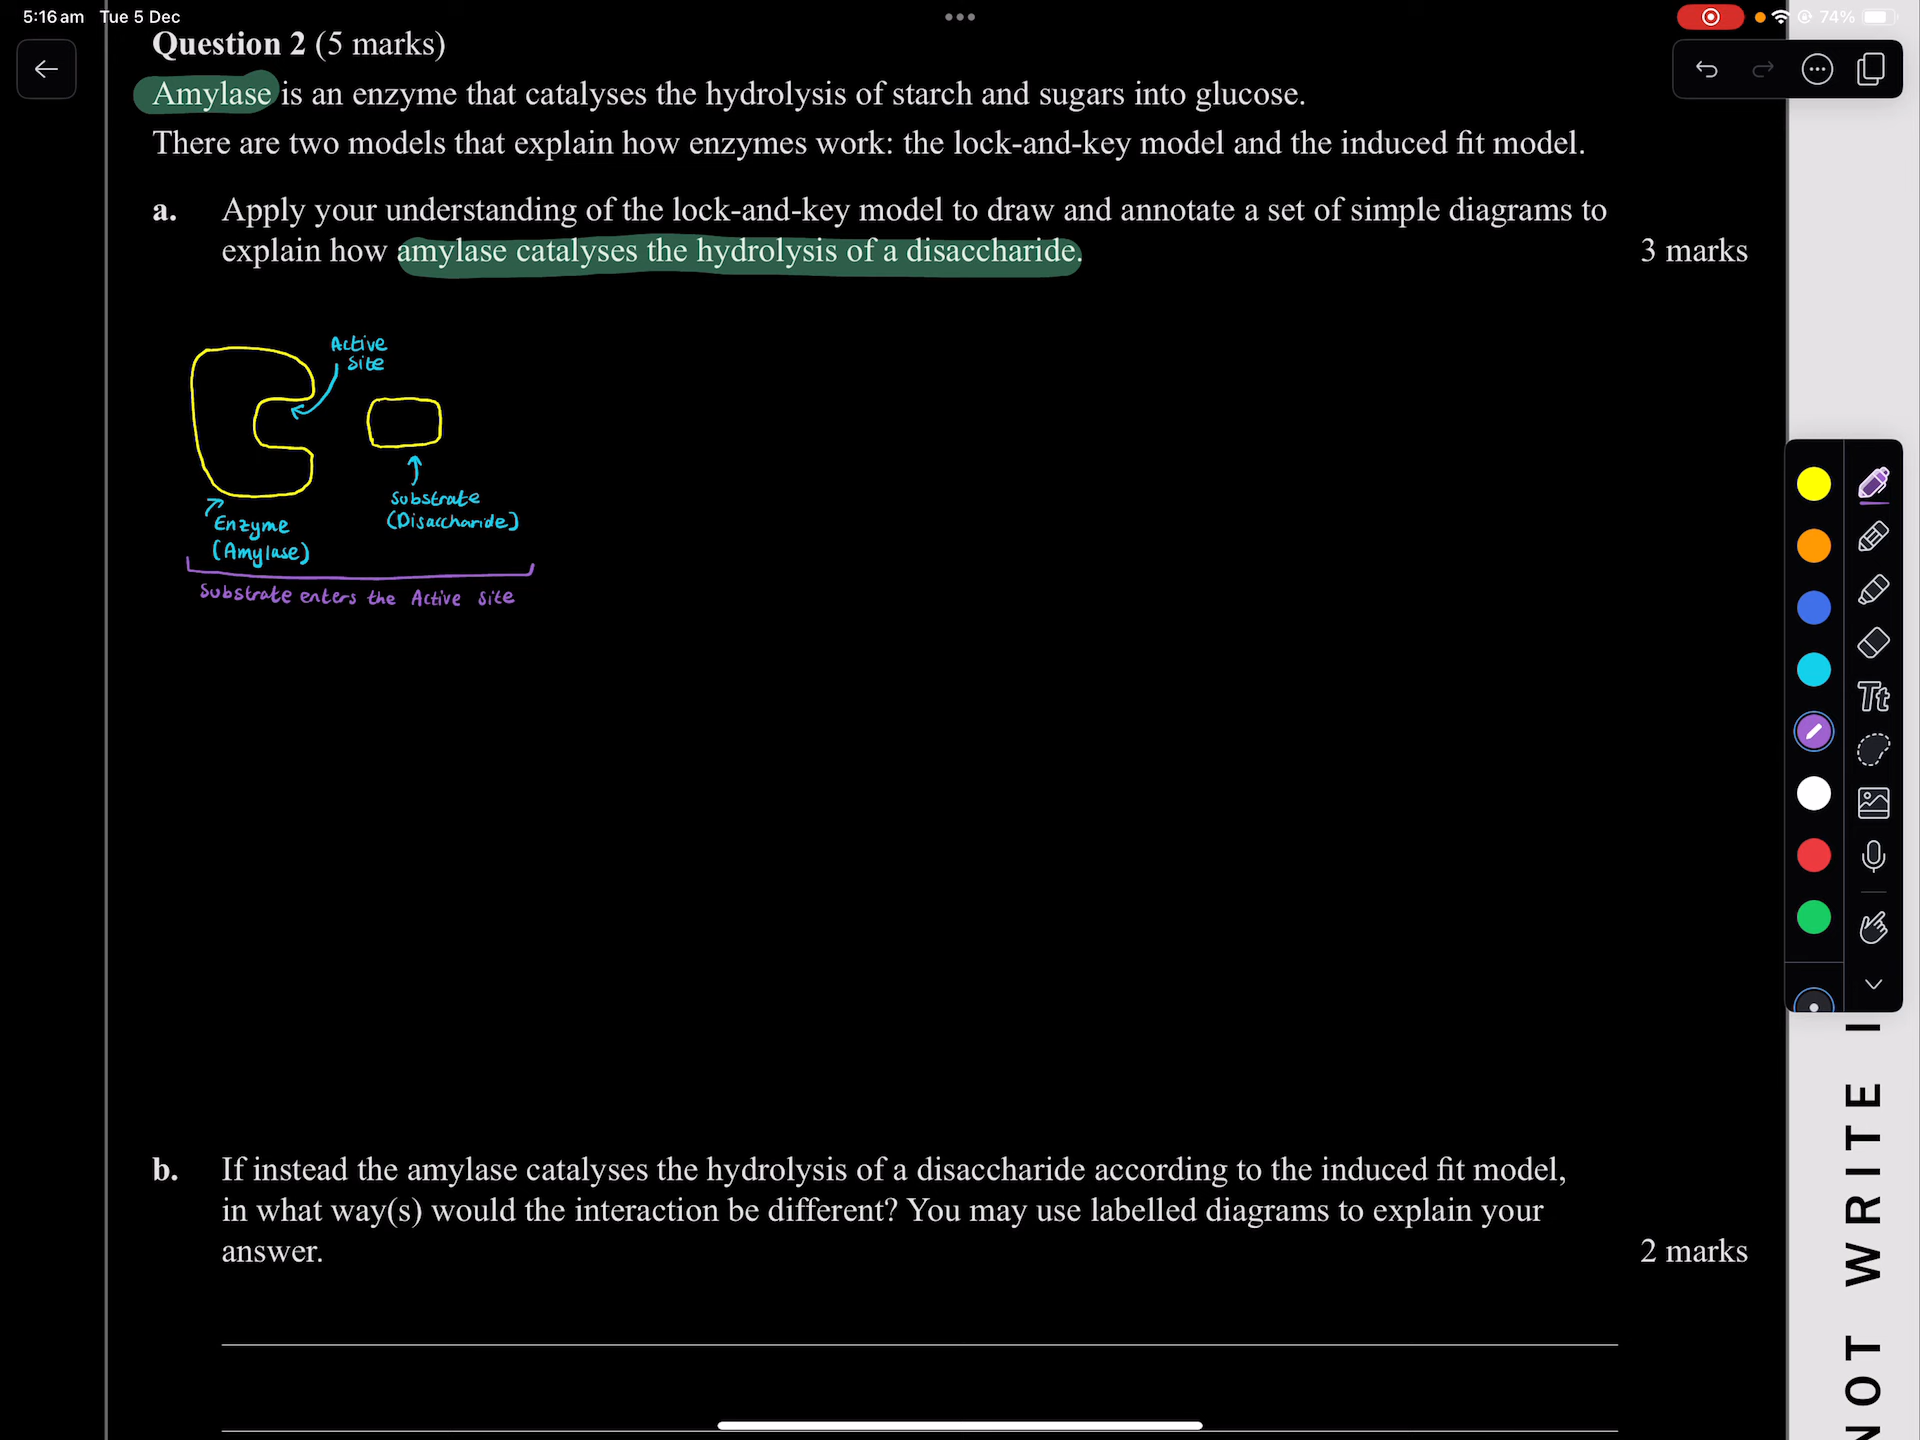 5:16 am Tue 5 Dec
74%
Question 2 (5 marks)
Amylase is an enzyme that catalyses the hydrolysis of starch and sugars into glucose.
There are two models that explain how enzymes work: the lock-and-key model and the induced fit model.
a. Apply your understanding of the lock-and-key model to draw and annotate a set of simple diagrams to
explain how amylase catalyses the hydrolysis of a disaccharide.
3 marks
Active
Site
Substrate
(Disaccharide)
Enzyme
(Amylase)
Substrate enters the Active Site
Tt
b. If instead the amylase catalyses the hydrolysis of a disaccharide according to the induced fit model,
in what way(s) would the interaction be different? You may use labelled diagrams to explain your
answer.
2 marks
NOT WRITE I